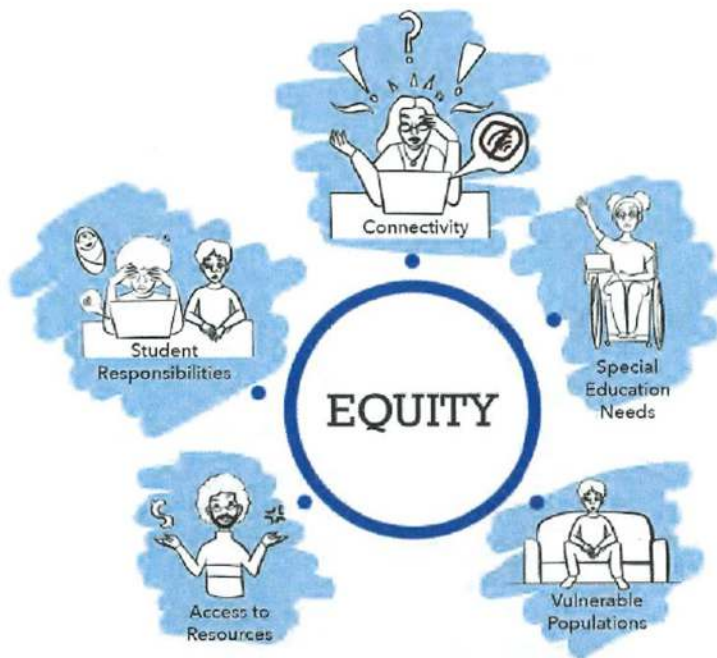 ?
Connectivity
Student
Responsibilities
EQUITY
Special
Education
Needs
Access to
Resources
Vulnerable
Populations